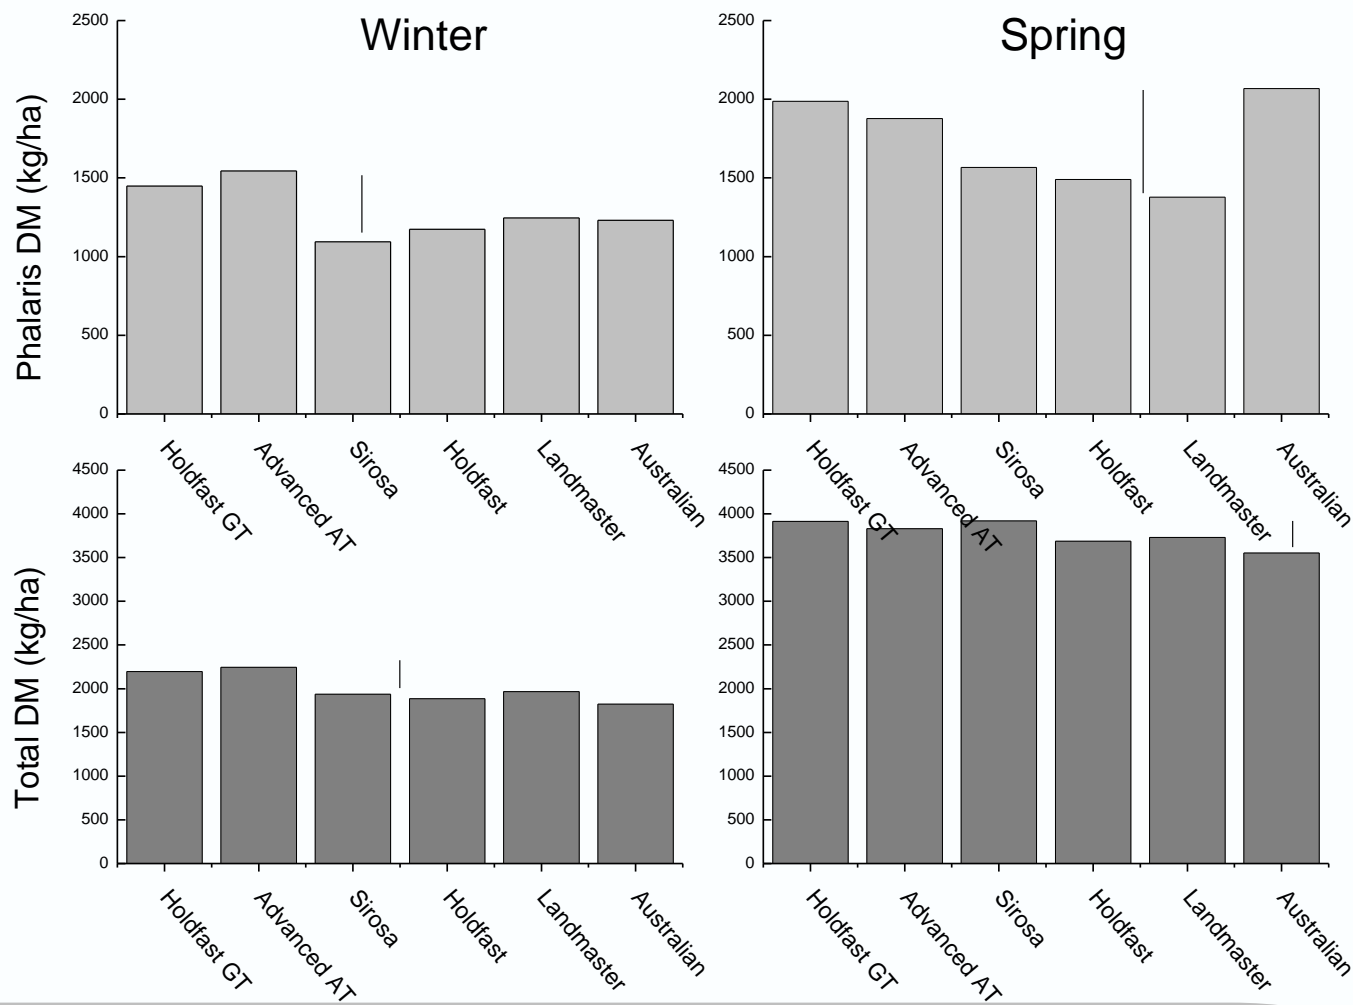 Winter
Phalaris DM (kg/ha)
2500
2000
1500
1000
500
0
Holdfast GT
Advanced AT
Sirosa
Holdfast
Landmaster
Australian
Spring
2500
2000
1500
1000
500
0
Holdfast GT
Advanced AT
Sirosa
Holdfast
Landmaster
Australian
Total DM (kg/ha)
4500
4000
3500
3000
2500
2000
1500
1000
500
0
Holdfast GT
Advanced AT
Sirosa
Holdfast
Landmaster
Australian
4500
4000
3500
3000
2500
2000
1500
1000
500
0
Holdfast GT
Advanced AT
Sirosa
Holdfast
Landmaster
Australian